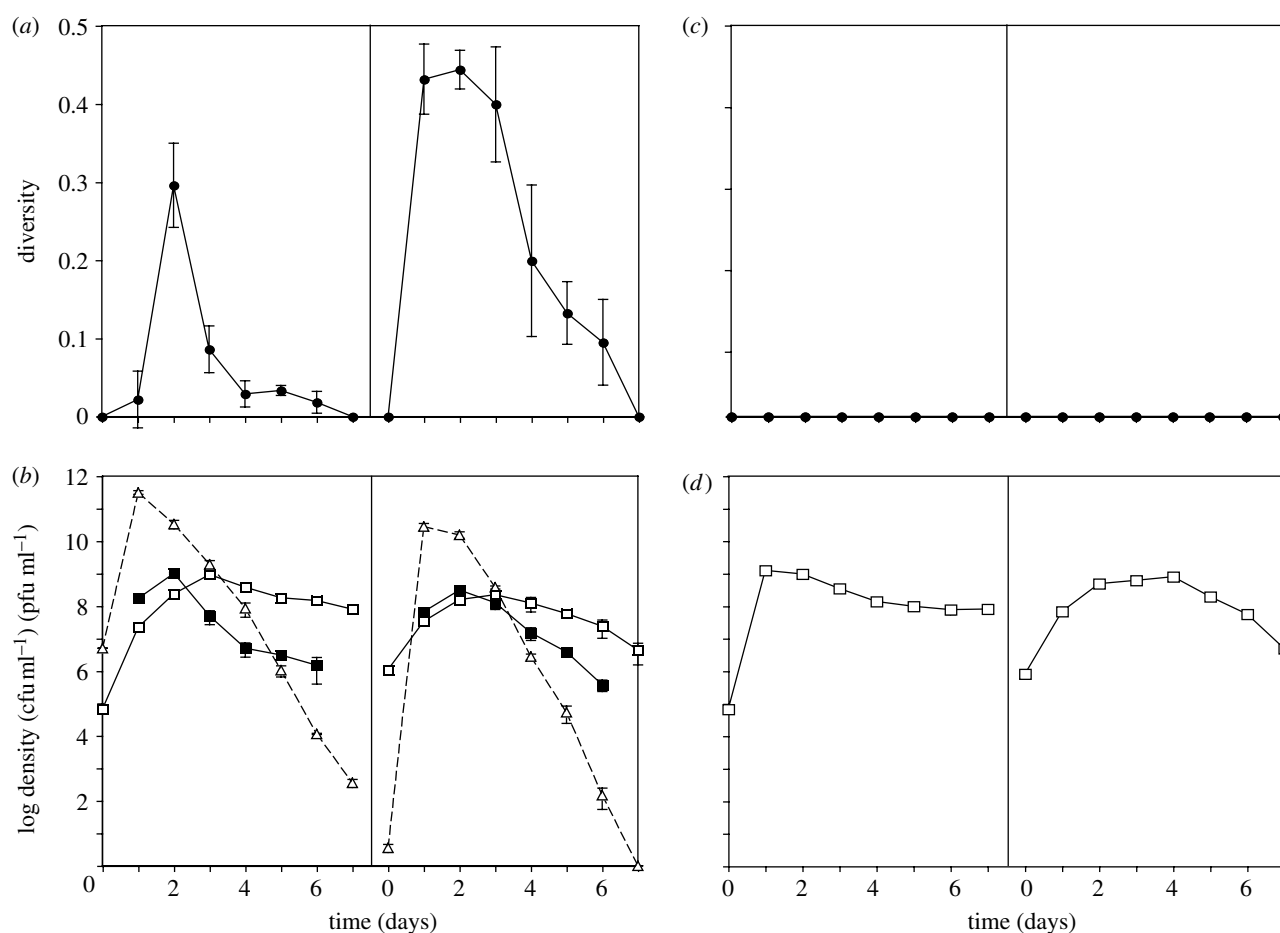 (a)
0.5
0.4
0.3
0.2
0.1
0
diversity
(c)
(b)
12
10
8
6
4
2
0
log density (cfu ml⁻¹) (pfu ml⁻¹)
2 4 6 0 2 4 6
time (days)
(d)
0 2 4 6 0 2 4 6
time (days)